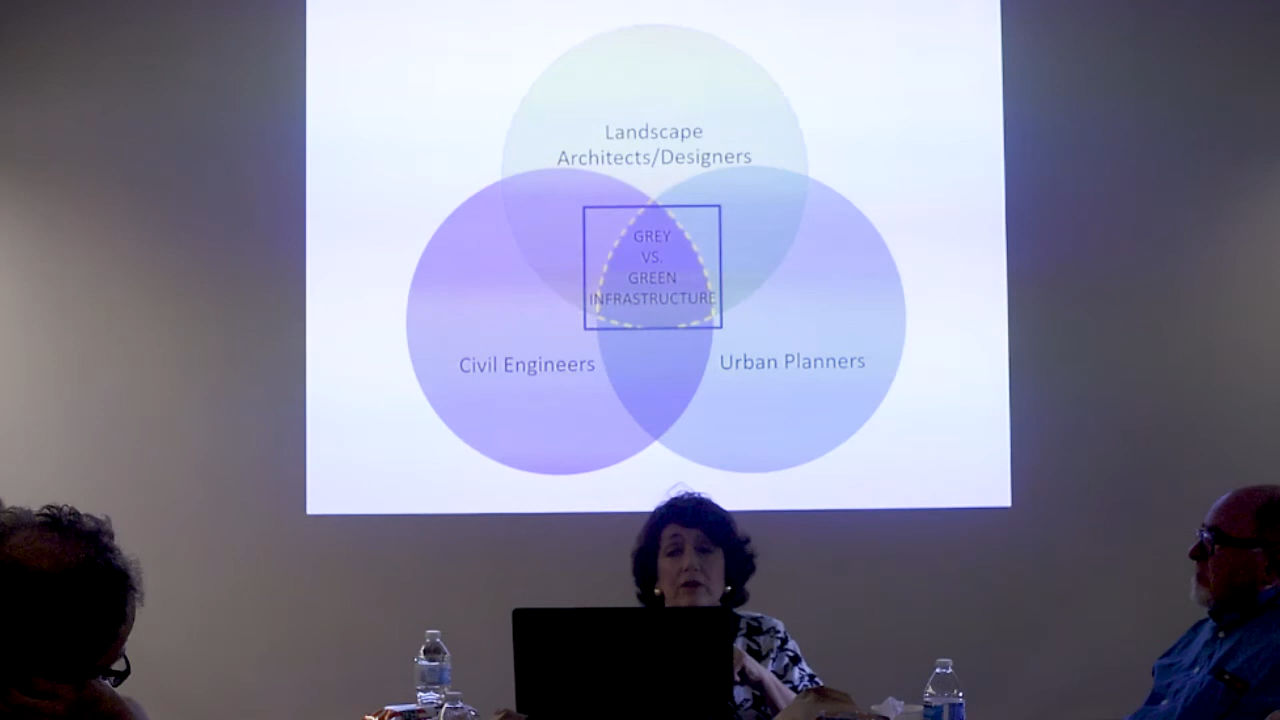 Landscape
Architects/Designers
GREY
VS.
GREEN
INFRASTRUCTURE
Civil Engineers
Urban Planners